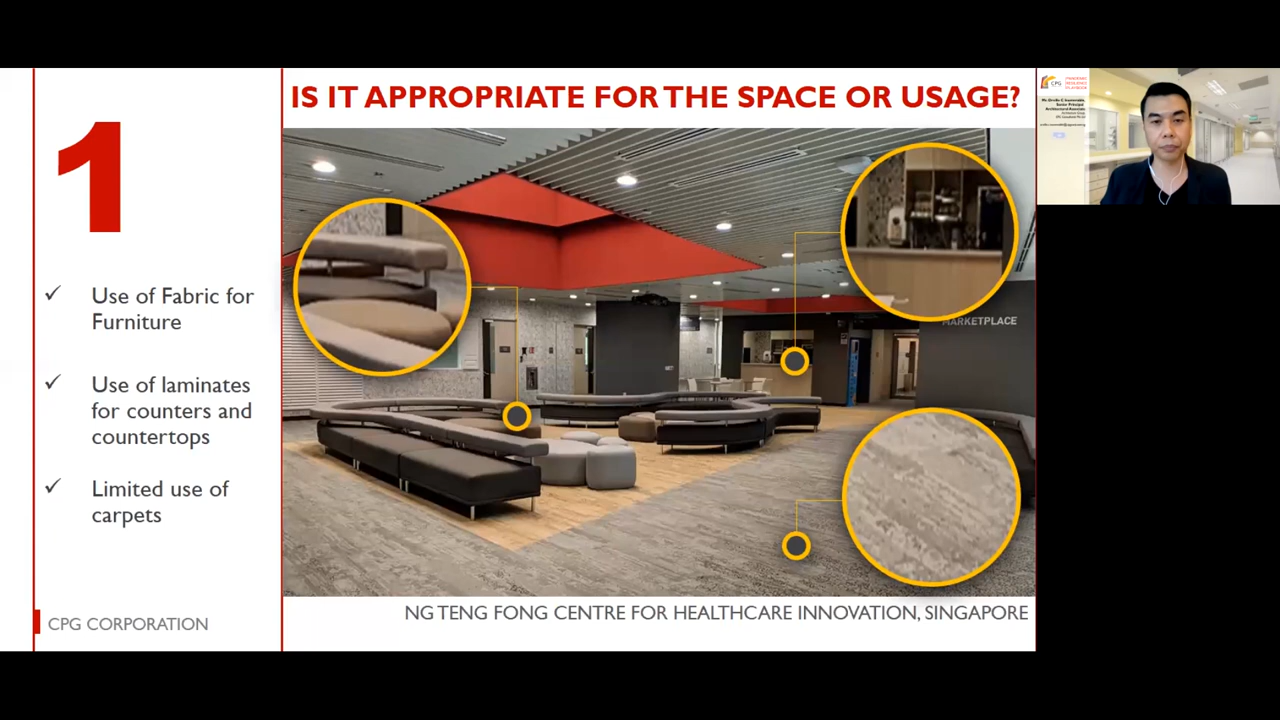 IS IT APPROPRIATE FOR THE SPACE OR USAGE?
1
✓ Use of Fabric for
Furniture
✓ Use of laminates
for counters and
countertops
✓ Limited use of
carpets
MARKETPLACE
CPG CORPORATION
NG TENG FONG CENTRE FOR HEALTHCARE INNOVATION, SINGAPORE
CPG